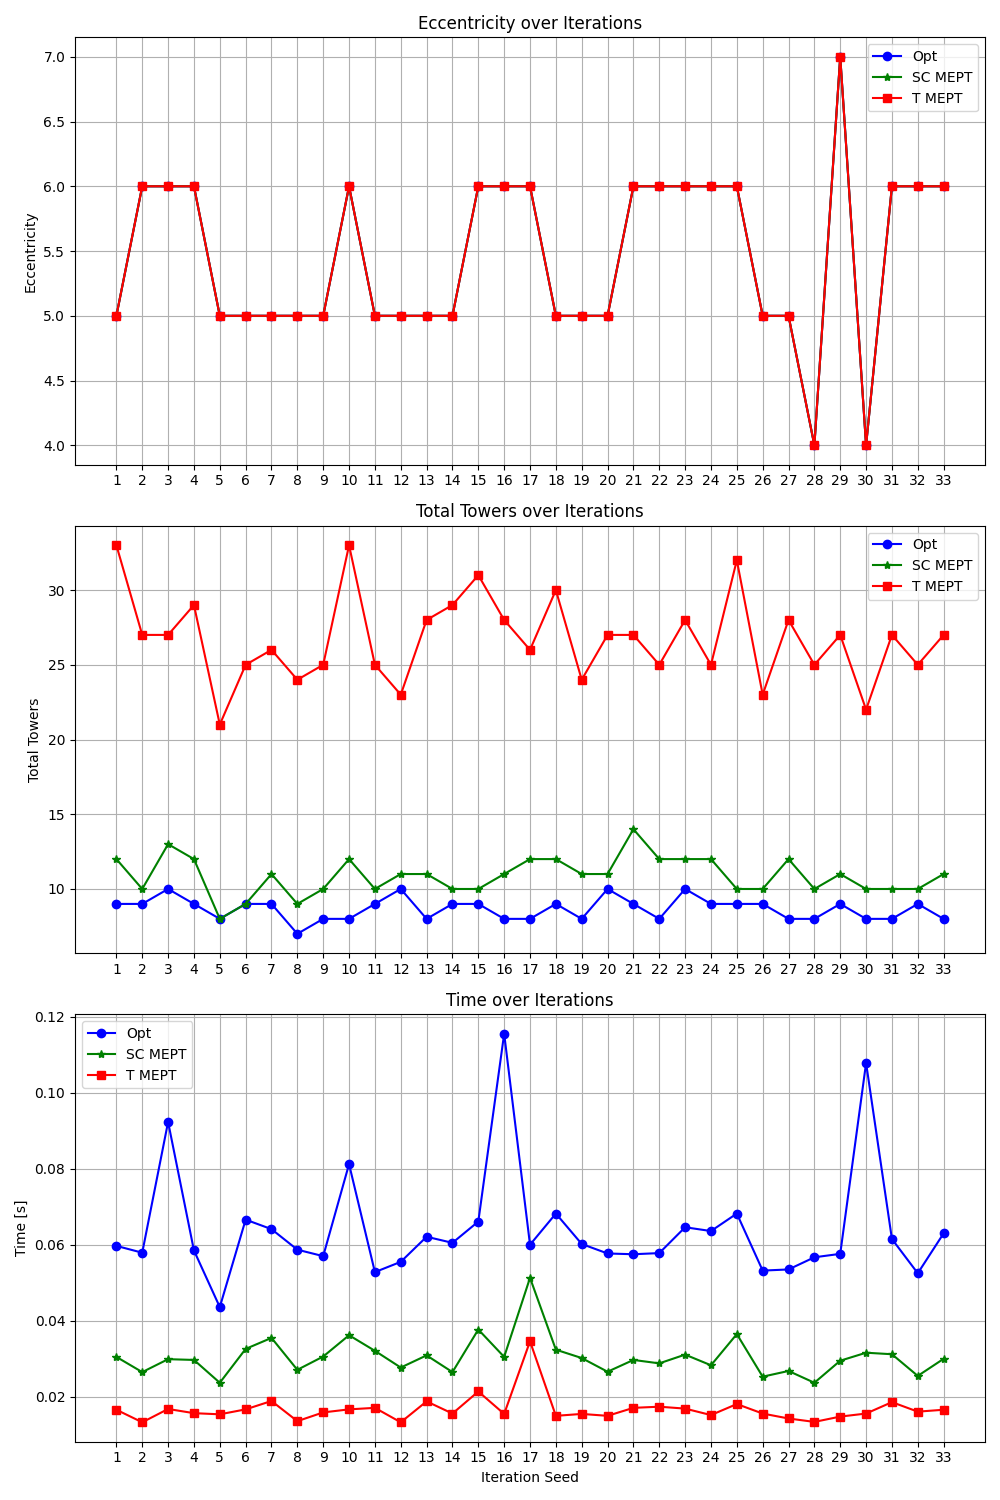 Eccentricity over Iterations
Eccentricity
7.0
6.5
6.0
5.5
5.0
4.5
4.0
Opt
SC MEPT
T MEPT
1 2 3 4 5 6 7 8 9 10 11 12 13 14 15 16 17 18 19 20 21 22 23 24 25 26 27 28 29 30 31 32 33
Total Towers over Iterations
Total Towers
30
25
20
15
10
Opt
SC MEPT
T MEPT
1 2 3 4 5 6 7 8 9 10 11 12 13 14 15 16 17 18 19 20 21 22 23 24 25 26 27 28 29 30 31 32 33
Time over Iterations
Time [s]
0.12
0.10
0.08
0.06
0.04
0.02
Opt
SC MEPT
T MEPT
1 2 3 4 5 6 7 8 9 10 11 12 13 14 15 16 17 18 19 20 21 22 23 24 25 26 27 28 29 30 31 32 33
Iteration Seed